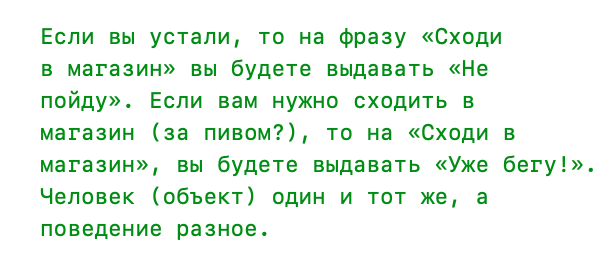 Если вы устали, то на фразу «Сходи
в магазин» вы будете выдавать «Не
пойду». Если вам нужно сходить в
магазин (за пивом?), то на «Сходи в
магазин», вы будете выдавать «Уже бегу!».
Человек (объект) один и тот же, а
поведение разное.